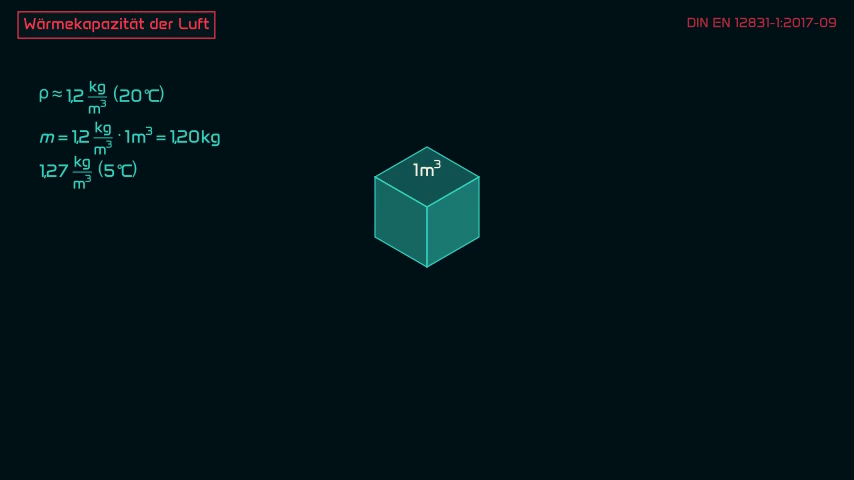 Wärmekapazität der Luft
DIN EN 12831-1:2017-09
ρ ≈ 1,2 kg/m³ (20°C)
m = 1,2 kg/m³ · 1m³ = 1,20kg
1,27 kg/m³ (5°C)
1m³